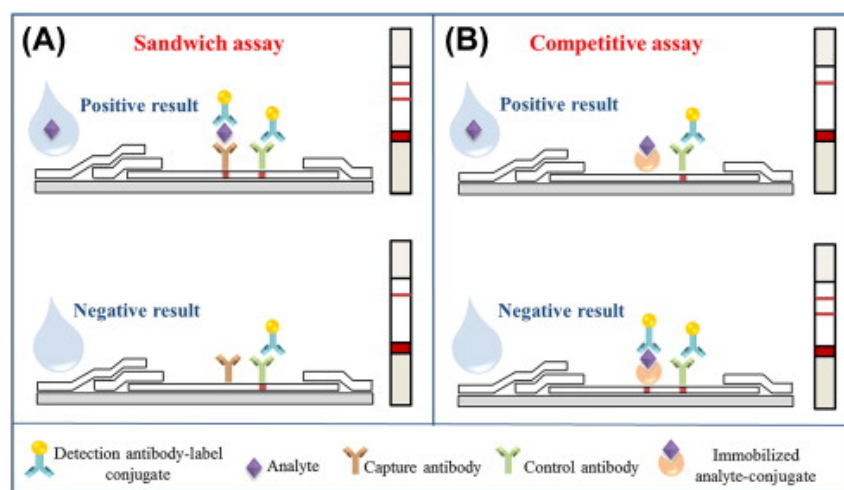 (A) Sandwich assay
Positive result
Negative result
(B) Competitive assay
Positive result
Negative result
Detection antibody-label
conjugate
Analyte
Capture antibody
Control antibody
Immobilized
analyte-conjugate